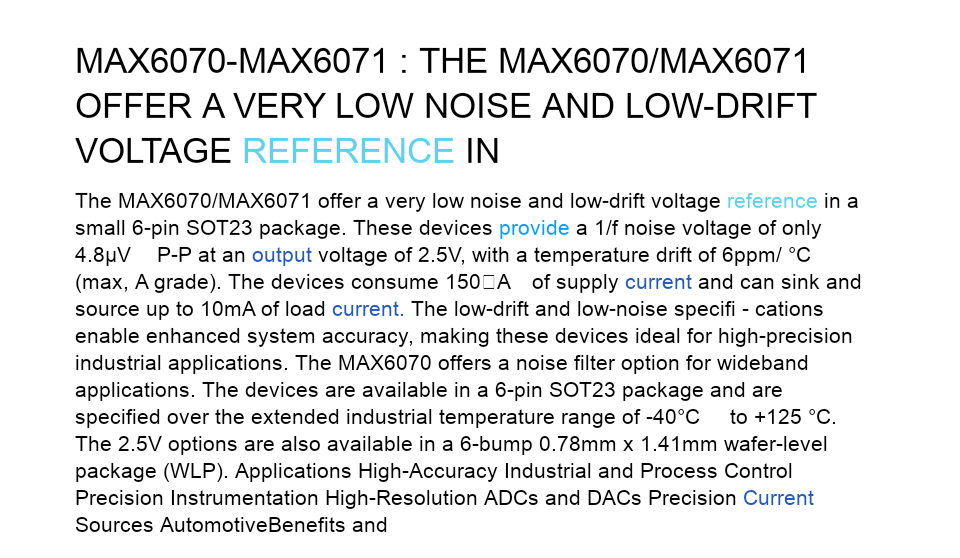 MAX6070-MAX6071 : THE MAX6070/MAX6071
OFFER A VERY LOW NOISE AND LOW-DRIFT
VOLTAGE REFERENCE IN
The MAX6070/MAX6071 offer a very low noise and low-drift voltage reference in a
small 6-pin SOT23 package. These devices provide a 1/f noise voltage of only
4.8μV P-P at an output voltage of 2.5V, with a temperature drift of 6ppm/ °C
(max, A grade). The devices consume 150□A of supply current and can sink and
source up to 10mA of load current. The low-drift and low-noise specifi - cations
enable enhanced system accuracy, making these devices ideal for high-precision
industrial applications. The MAX6070 offers a noise filter option for wideband
applications. The devices are available in a 6-pin SOT23 package and are
specified over the extended industrial temperature range of -40°C to +125 °C.
The 2.5V options are also available in a 6-bump 0.78mm x 1.41mm wafer-level
package (WLP). Applications High-Accuracy Industrial and Process Control
Precision Instrumentation High-Resolution ADCs and DACs Precision Current
Sources AutomotiveBenefits and